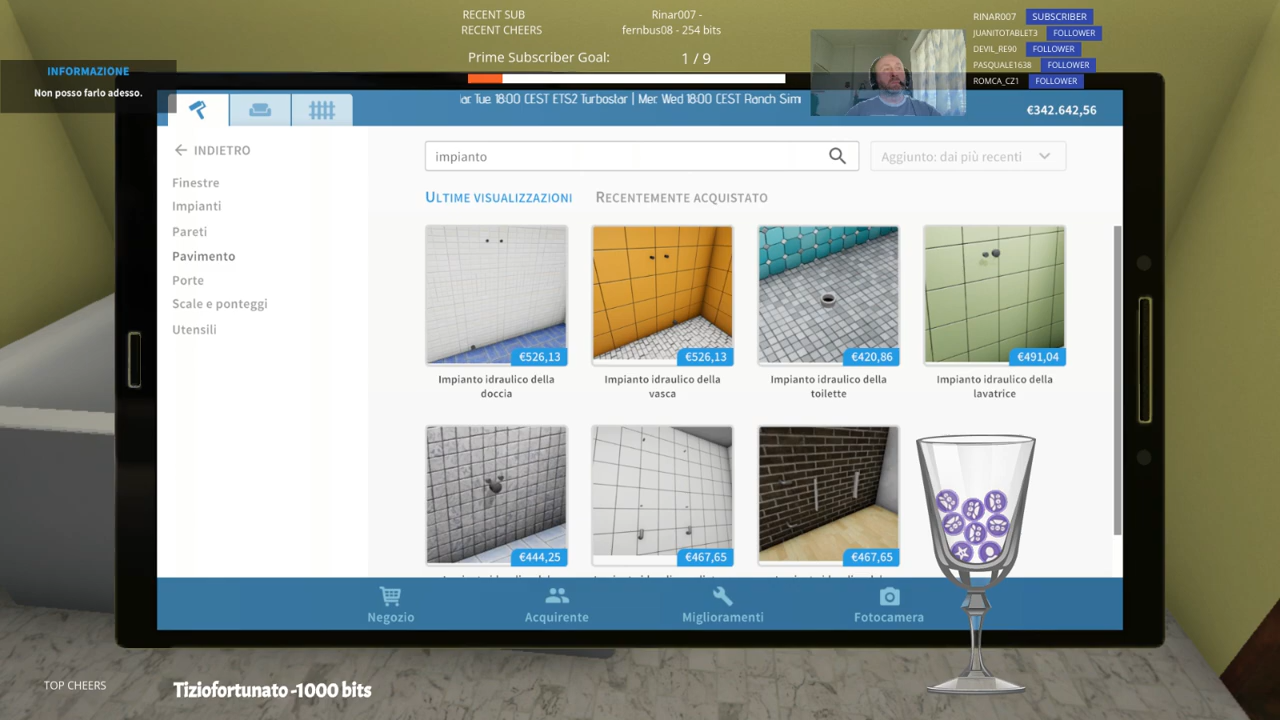 RECENT SUB
Rinar007 -
RECENT CHEERS
fernbus08 - 254 bits
Prime Subscriber Goal:
1 / 9
RINAR007 SUBSCRIBER
JUANITOTABLET3 FOLLOWER
DEVIL_RE90 FOLLOWER
PASQUALE1638 FOLLOWER
ROMCA_CZ1 FOLLOWER
INFORMAZIONE
Non posso farlo adesso.
Tue 18:00 CEST ETS2 Turbostar | Mer. Wed 18:00 CEST Ranch Sim
€342.642,56
INDIETRO
Finestre
Impianti
Pareti
Pavimento
Porte
Scale e ponteggi
Utensili
impianto
Aggiunto: dai più recenti
ULTIME VISUALIZZAZIONI
RECENTEMENTE ACQUISTATO
€526,13
€526,13
€420,86
€491,04
Impianto idraulico della
doccia
Impianto idraulico della
vasca
Impianto idraulico della
toilette
Impianto idraulico della
lavatrice
€444,25
€467,65
€467,65
Negozio
Acquirente
Miglioramenti
Fotocamera
TOP CHEERS
Tiziofortunato -1000 bits